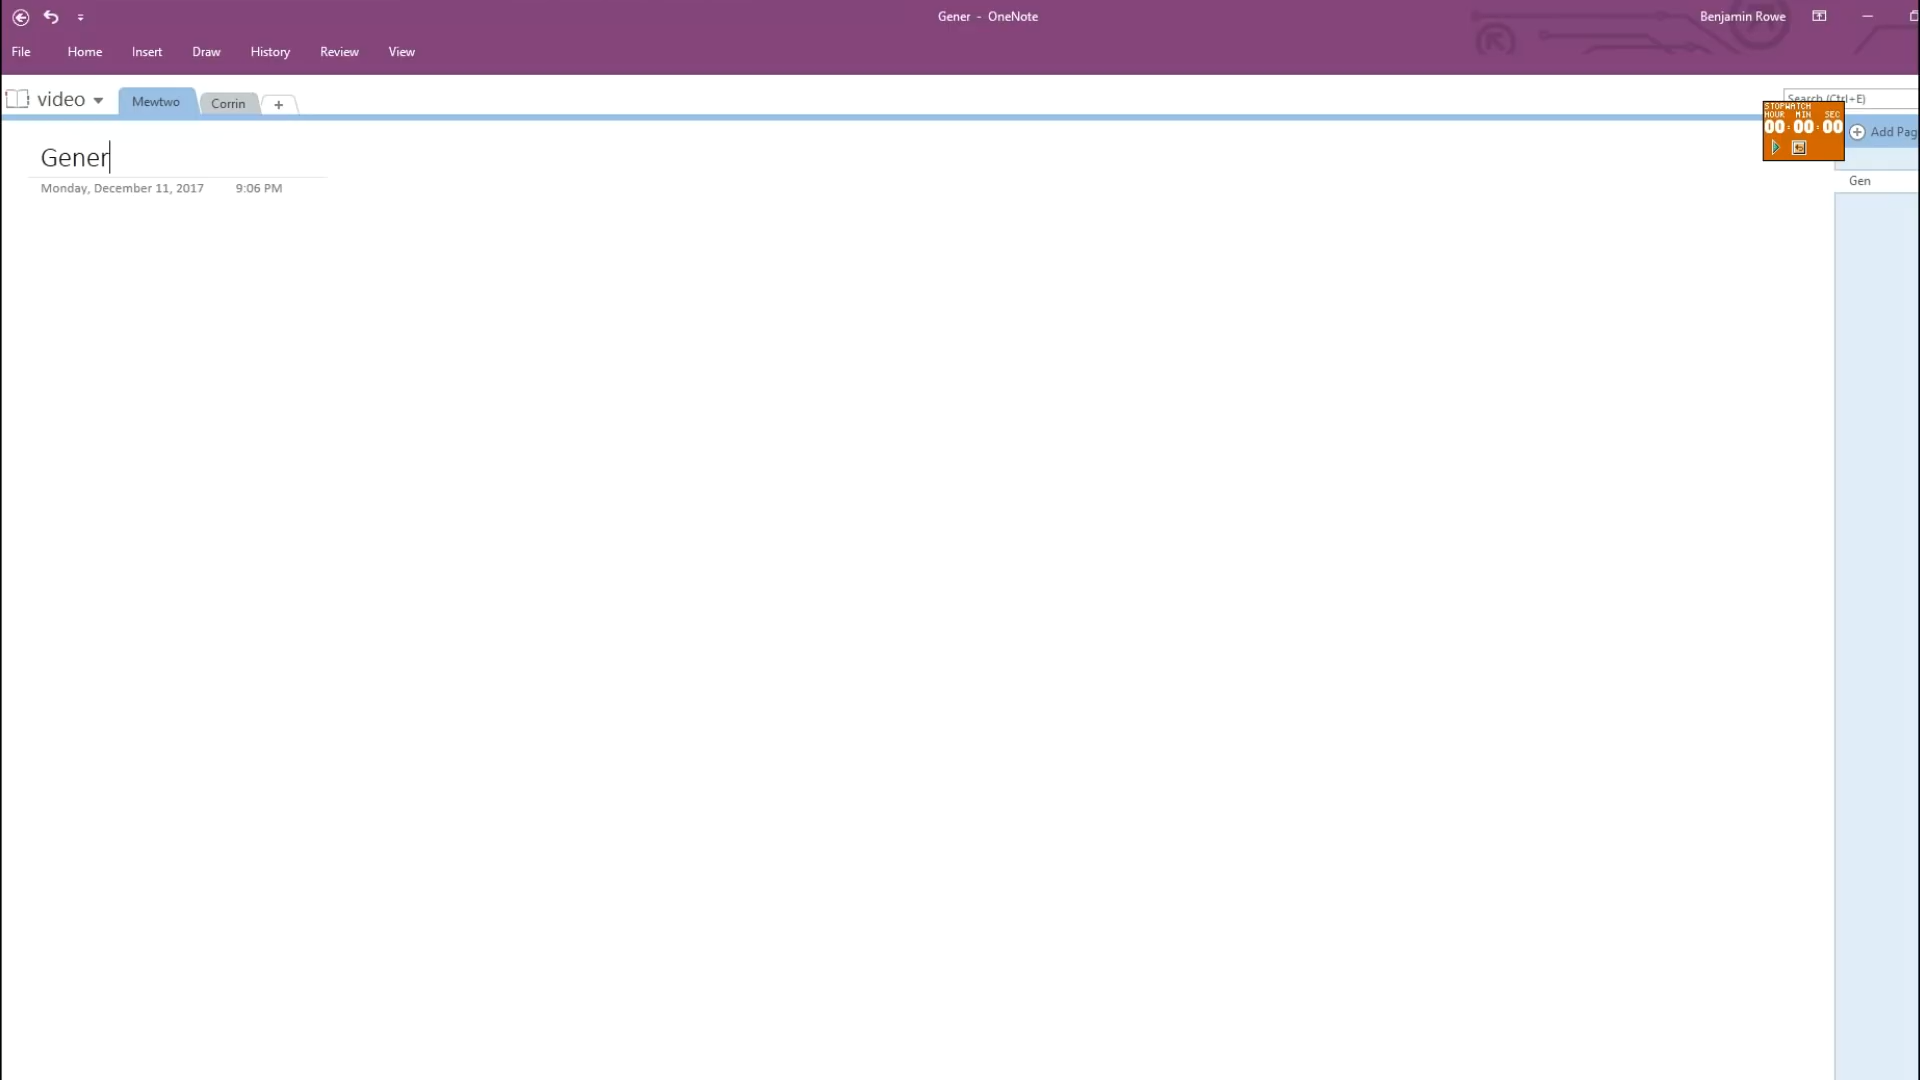 Gener - OneNote
Benjamin Rowe
File Home Insert Draw History Review View
video Mewtwo Corrin +
Search (Ctrl+E)
STOPWATCH
HOUR MIN SEC
00:00:00
Add Pag
Gener
Monday, December 11, 2017 9:06 PM
Gen